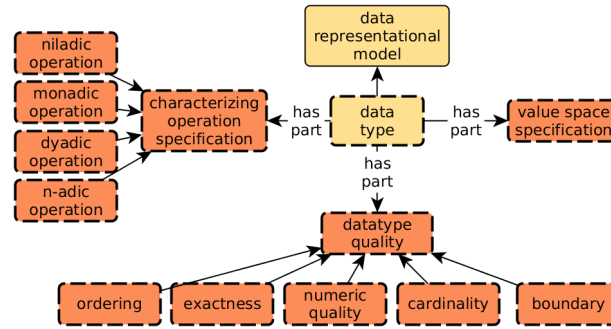 data
representational
model
niladic
operation
monadic
operation
dyadic
operation
n-adic
operation
characterizing
operation
specification
has
part
data
type
has
part
value space
specification
has
part
datatype
quality
ordering
exactness
numeric
quality
cardinality
boundary